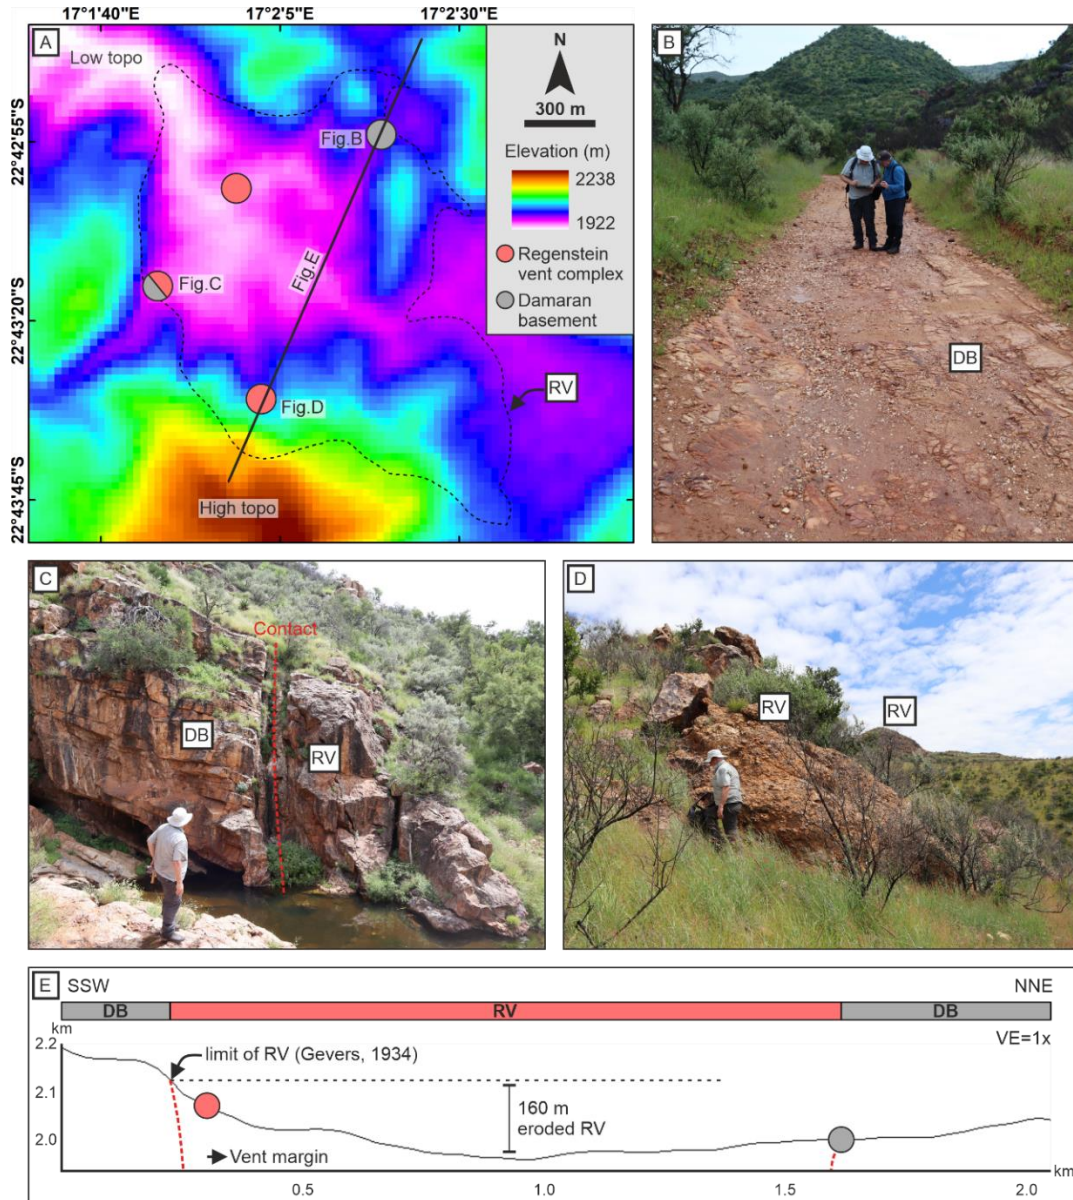 17°1'40"E
17°2'5"E
17°2'30"E
A
Low topo
Fig.B
Fig.C
Fig.E
Fig.D
RV
High topo
22°42'55"S
22°43'20"S
22°43'45"S
N
300 m
Elevation (m)
2238
1922
Regenstein
vent complex
Damaran
basement
B
DB
C
Contact
DB
RV
D
RV
RV
E
SSW
NNE
DB
RV
DB
km
VE=1x
2.2
limit of RV (Gevers, 1934)
2.1
160 m
eroded RV
2.0
Vent margin
km
0.5
1.0
1.5
2.0